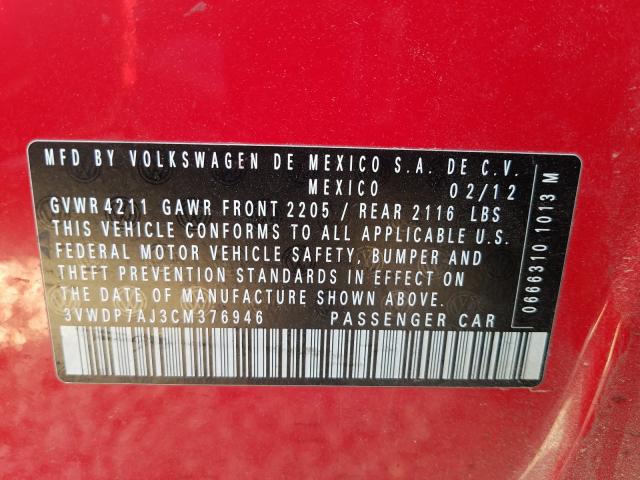 MFD BY VOLKSWAGEN DE MEXICO S.A. DE C.V.
MEXICO 02/12
GVWR 4211 GAWR FRONT 2205 / REAR 2116 LBS
THIS VEHICLE CONFORMS TO ALL APPLICABLE U.S.
FEDERAL MOTOR VEHICLE SAFETY, BUMPER AND
THEFT PREVENTION STANDARDS IN EFFECT ON
THE DATE OF MANUFACTURE SHOWN ABOVE.
3VWDP7AJ3CM376946 PASSENGER CAR
0666310 1013 M